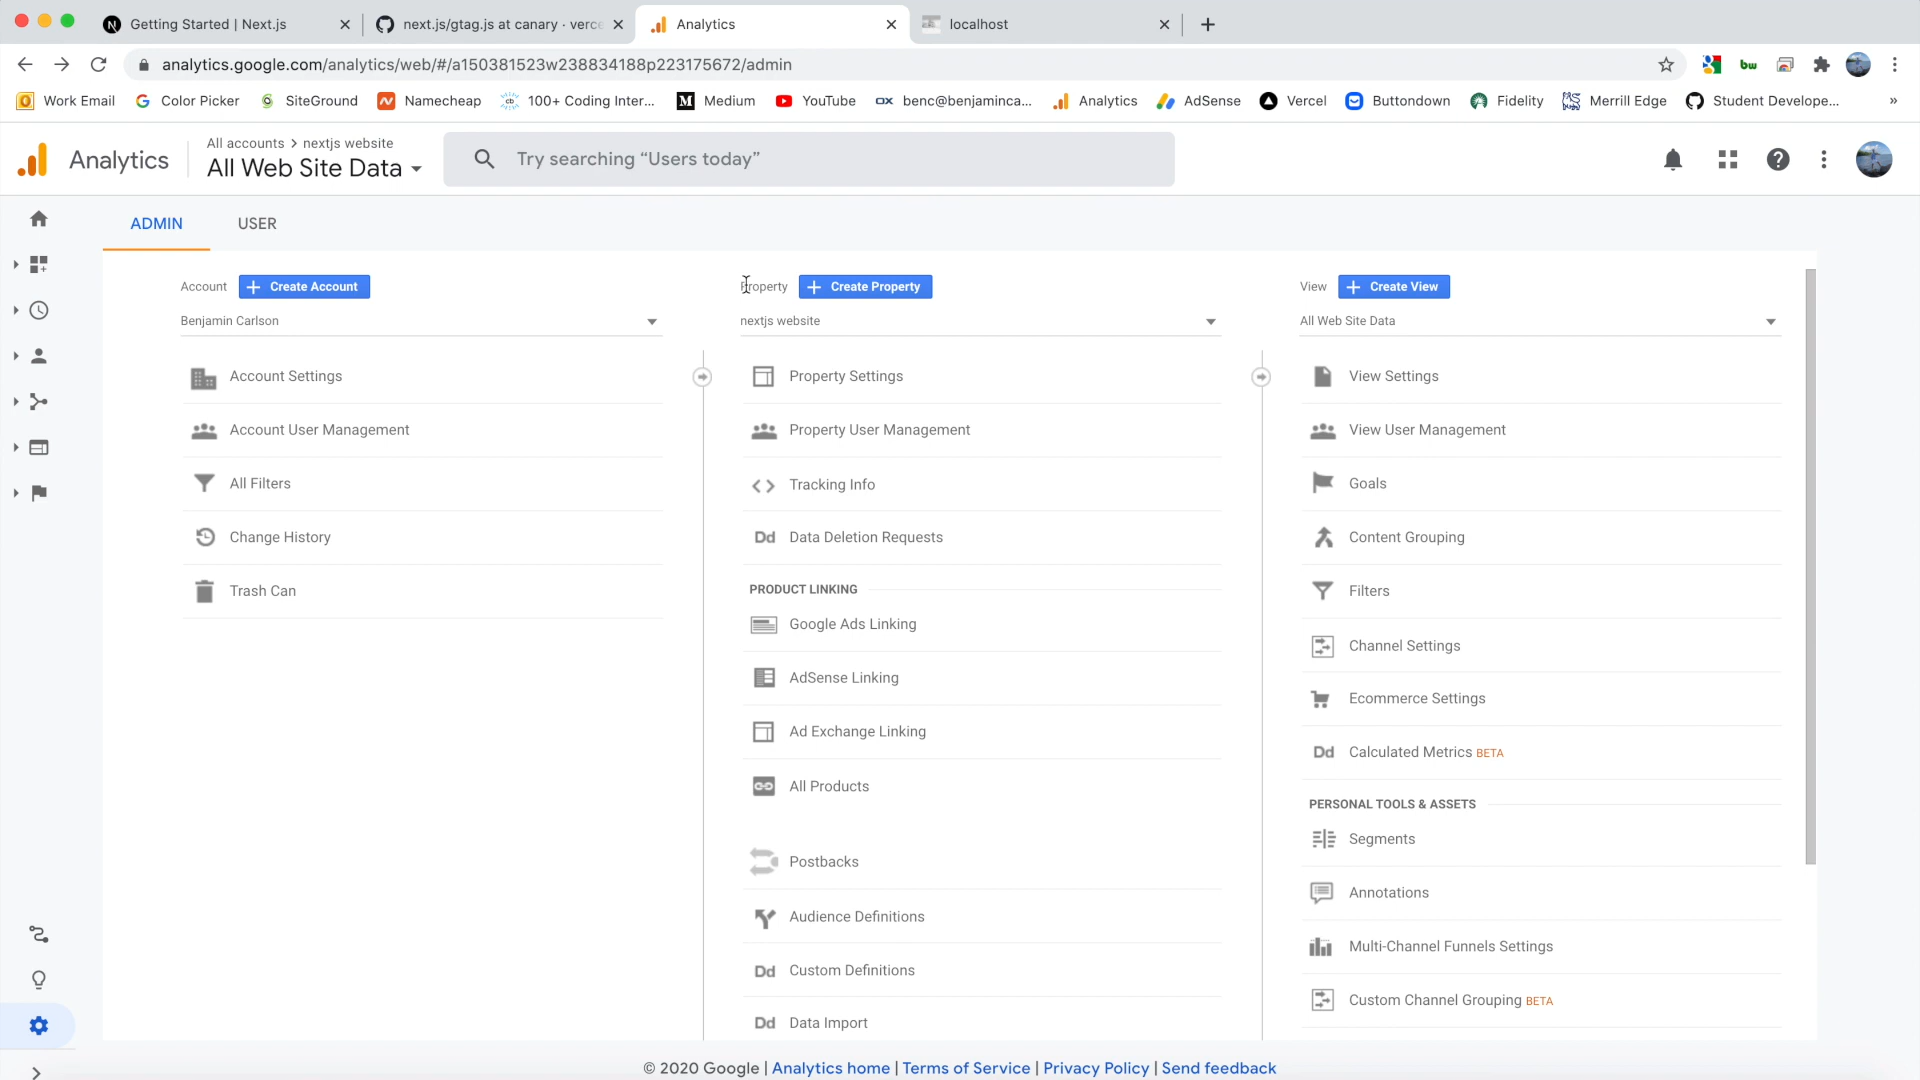 Getting Started | Next.js
next.js/gtag.js at canary · verce
Analytics
localhost
analytics.google.com/analytics/web/#/a150381523w238834188p223175672/admin
Work Email
Color Picker
SiteGround
Namecheap
100+ Coding Inter...
Medium
YouTube
benc@benjaminca...
Analytics
AdSense
Vercel
Buttondown
Fidelity
Merrill Edge
Student Develope...
Analytics
All accounts > nextjs website
All Web Site Data
Try searching “Users today”
ADMIN
USER
Account
Create Account
Benjamin Carlson
Account Settings
Account User Management
All Filters
Change History
Trash Can
Property
Create Property
nextjs website
Property Settings
Property User Management
Tracking Info
Dd Data Deletion Requests
PRODUCT LINKING
Google Ads Linking
AdSense Linking
Ad Exchange Linking
All Products
Postbacks
Audience Definitions
Dd Custom Definitions
Dd Data Import
View
Create View
All Web Site Data
View Settings
View User Management
Goals
Content Grouping
Filters
Channel Settings
Ecommerce Settings
Dd Calculated Metrics BETA
PERSONAL TOOLS & ASSETS
Segments
Annotations
Multi-Channel Funnels Settings
Custom Channel Grouping BETA
© 2020 Google | Analytics home | Terms of Service | Privacy Policy | Send feedback